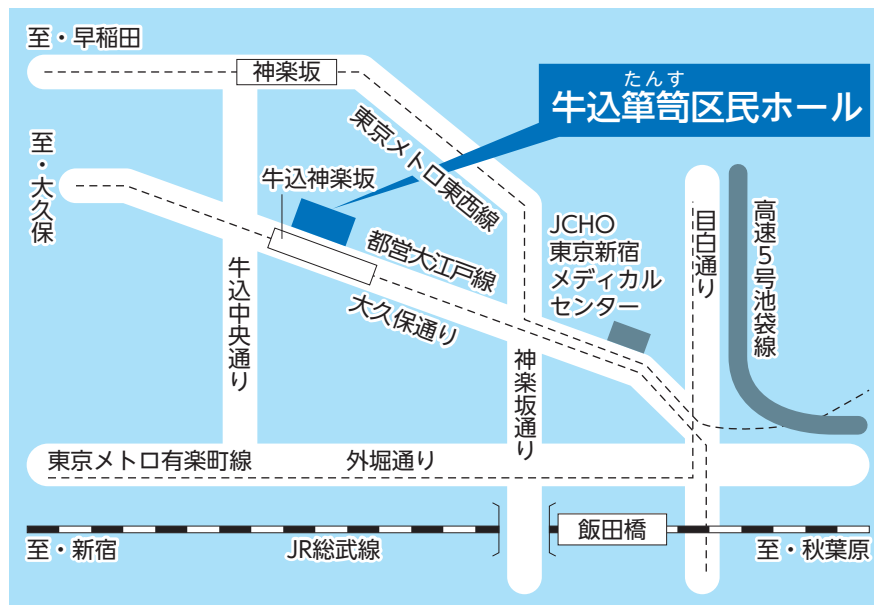 至・早稲田
神楽坂
たんす
牛込箪笥区民ホール
東京メトロ東西線
至・大久保
牛込神楽坂
都営大江戸線
大久保通り
牛込中央通り
JCHO
東京新宿
メディカル
センター
目白通り
高速5号池袋線
神楽坂通り
東京メトロ有楽町線
外堀通り
飯田橋
至・新宿
JR総武線
至・秋葉原